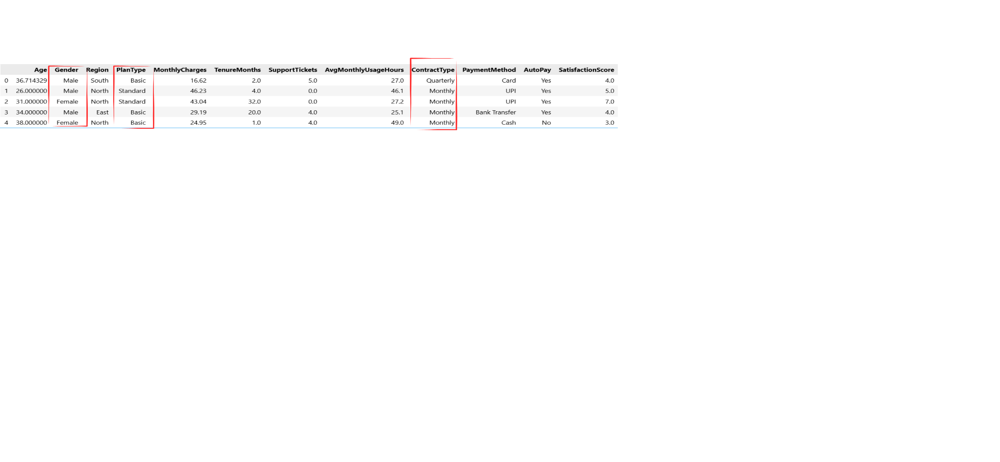 Age Gender Region PlanType MonthlyCharges TenureMonths SupportTickets AvgMonthlyUsageHours ContractType PaymentMethod AutoPay SatisfactionScore
0 36.714329 Male South Basic 16.62 2.0 5.0 27.0 Quarterly Card Yes 4.0
1 26.000000 Male North Standard 46.23 4.0 0.0 46.1 Monthly UPI Yes 5.0
2 31.000000 Female North Standard 43.04 32.0 0.0 27.2 Monthly UPI Yes 7.0
3 34.000000 Male East Basic 29.19 20.0 4.0 25.1 Monthly Bank Transfer Yes 4.0
4 38.000000 Female North Basic 24.95 1.0 4.0 49.0 Monthly Cash No 3.0